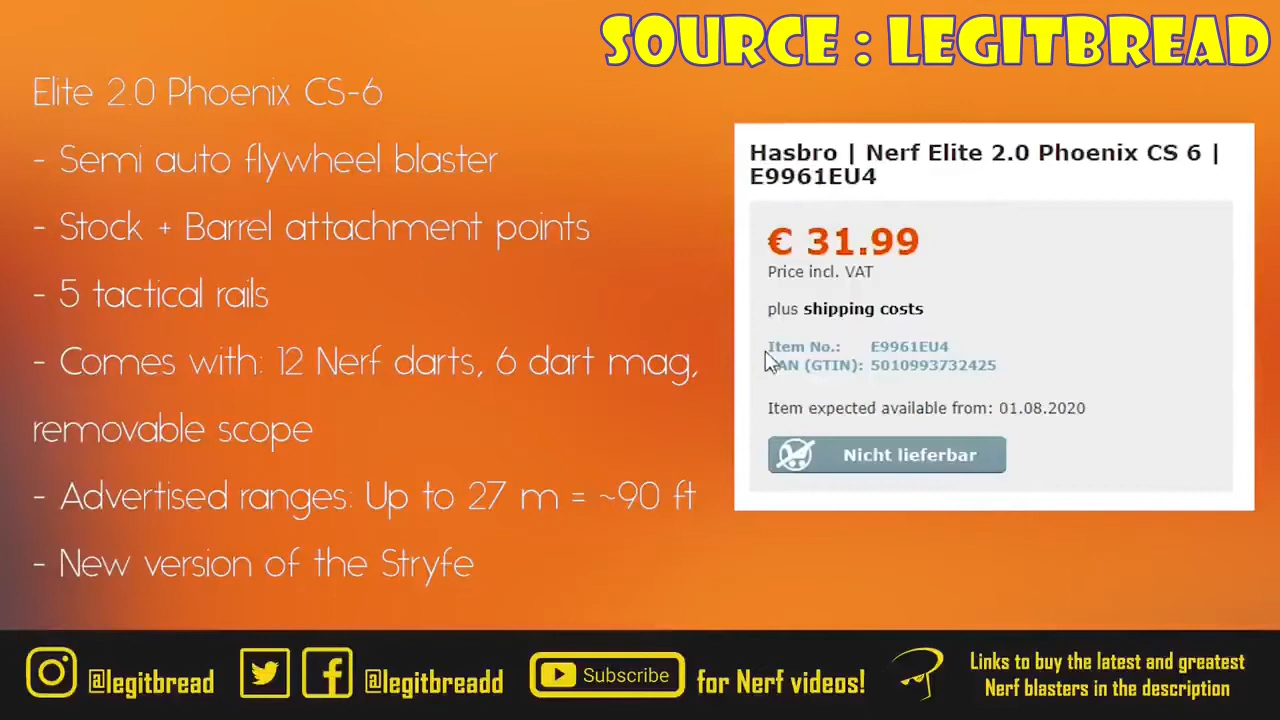 SOURCE : LEGITBREAD
Elite 2.0 Phoenix CS-6
- Semi auto flywheel blaster
- Stock + Barrel attachment points
- 5 tactical rails
- Comes with: 12 Nerf darts, 6 dart mag,
removable scope
- Advertised ranges: Up to 27 m = ~90 ft
- New version of the Stryfe
Hasbro | Nerf Elite 2.0 Phoenix CS 6 |
E9961EU4
€ 31.99
Price incl. VAT
plus shipping costs
Item No.: E9961EU4
(GTIN): 5010993732425
Item expected available from: 01.08.2020
Nicht lieferbar
@legitbread
@legitbreadd
Subscribe
for Nerf videos!
Links to buy the latest and greatest
Nerf blasters in the description